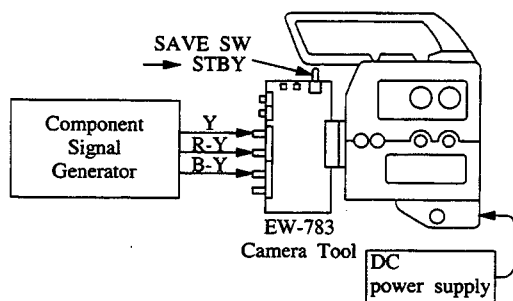 SAVE SW
→ STBY
Component
Signal
Generator
Y
R-Y
B-Y
EW-783
Camera Tool
DC
power supply